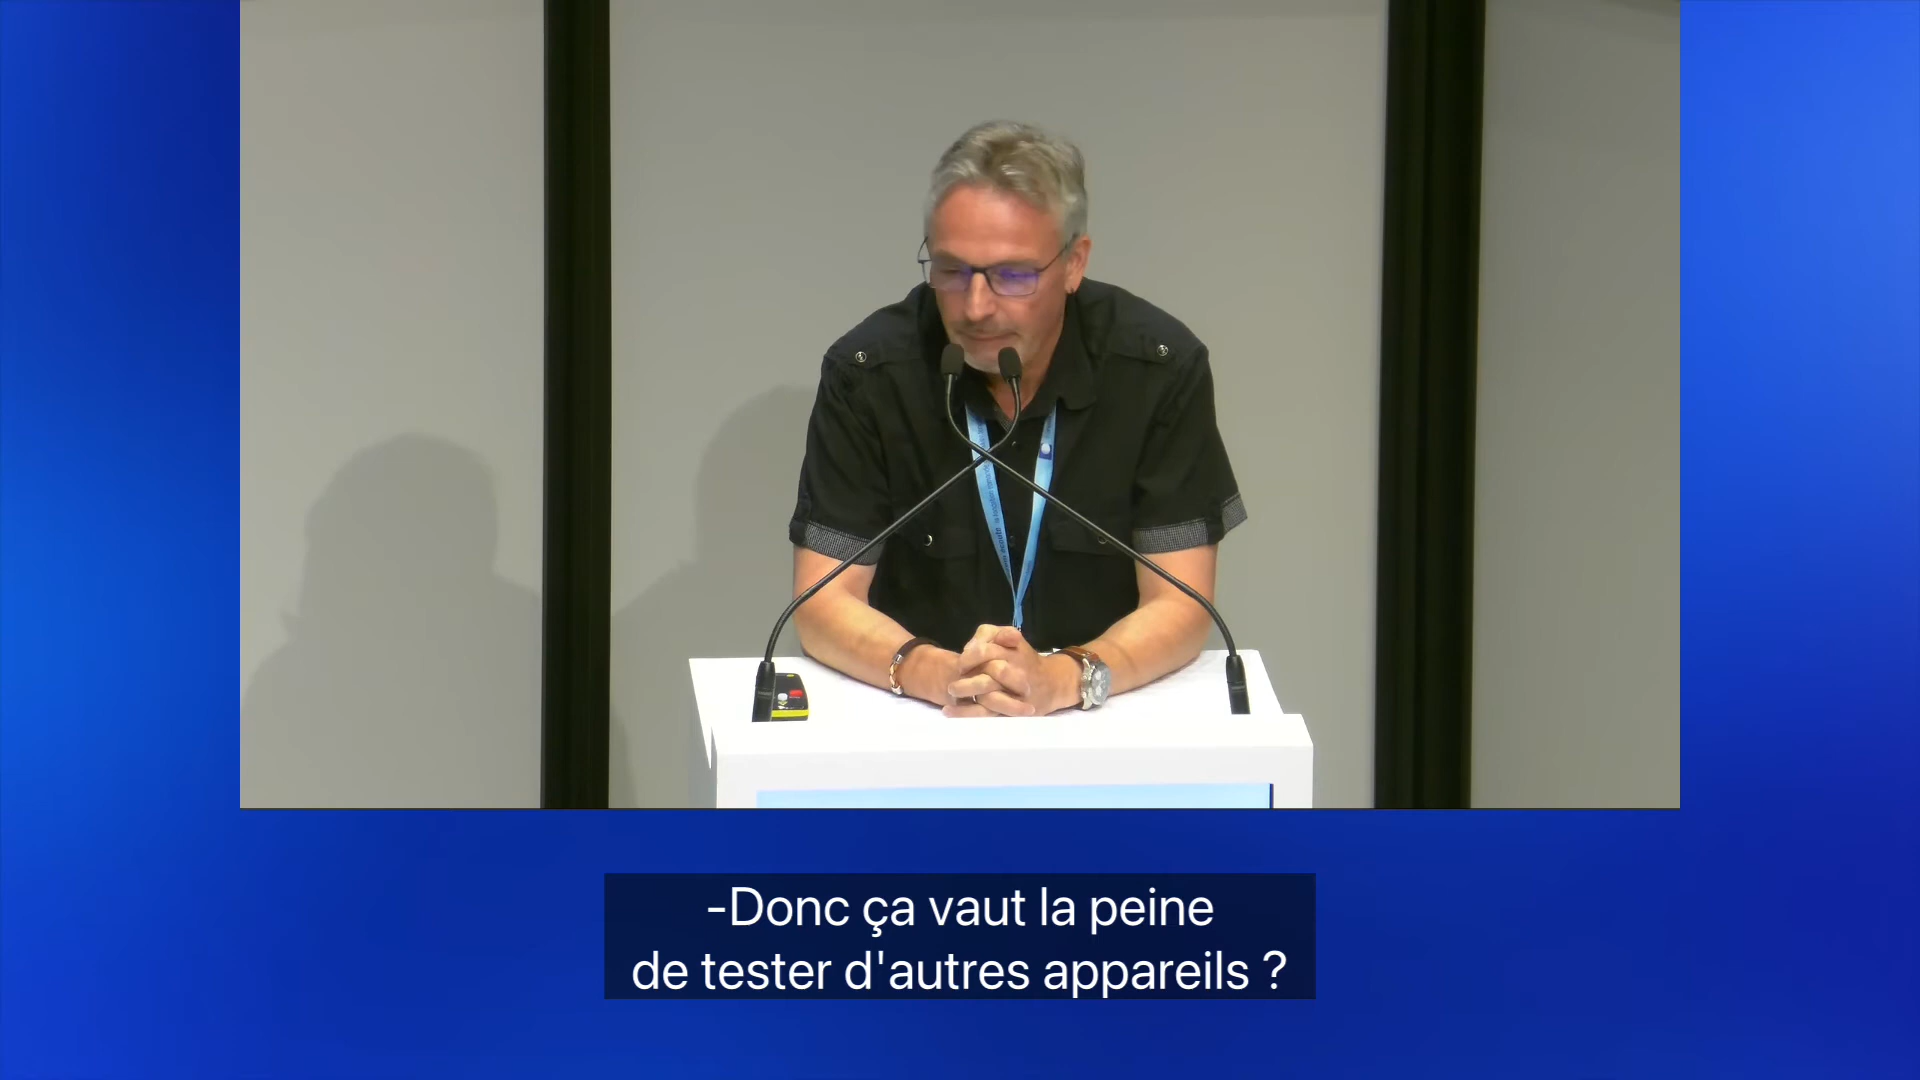 -Donc ça vaut la peine
de tester d'autres appareils ?